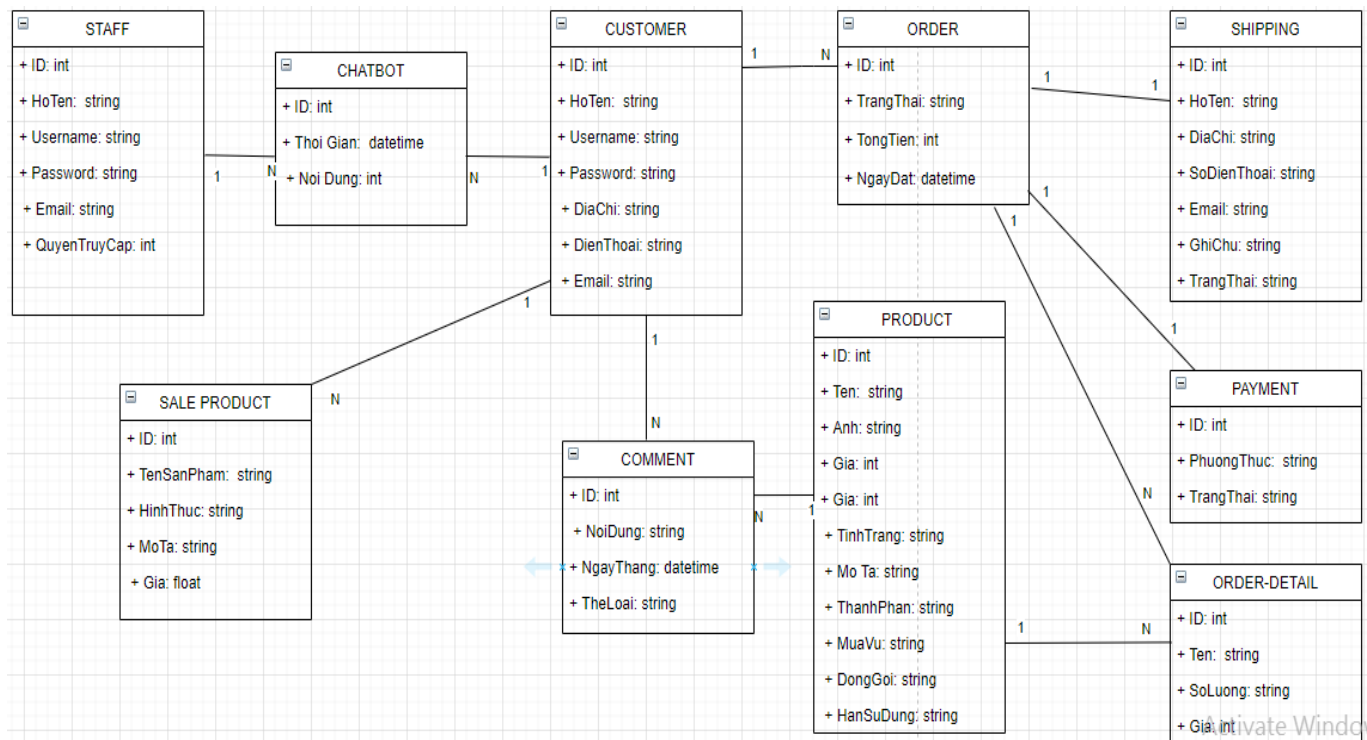 STAFF
+ ID: int
+ HoTen: string
+ Username: string
+ Password: string
+ Email: string
+ QuyenTruyCap: int
1
N
CHATBOT
+ ID: int
+ Thoi Gian: datetime
+ Noi Dung: int
N
1
CUSTOMER
+ ID: int
+ HoTen: string
+ Username: string
+ Password: string
+ DiaChi: string
+ DienThoai: string
+ Email: string
1
N
ORDER
+ ID: int
+ TrangThai: string
+ TongTien: int
+ NgayDat: datetime
1
1
SHIPPING
+ ID: int
+ HoTen: string
+ DiaChi: string
+ SoDienThoai: string
+ Email: string
+ GhiChu: string
+ TrangThai: string
1
1
1
N
1
N
SALE PRODUCT
+ ID: int
+ TenSanPham: string
+ HinhThuc: string
+ MoTa: string
+ Gia: float
1
N
COMMENT
+ ID: int
+ NoiDung: string
+ NgayThang: datetime
+ TheLoai: string
N
1
PRODUCT
+ ID: int
+ Ten: string
+ Anh: string
+ Gia: int
+ Gia: int
+ TinhTrang: string
+ Mo Ta: string
+ ThanhPhan: string
+ MuaVu: string
+ DongGoi: string
+ HanSuDung: string
1
N
PAYMENT
+ ID: int
+ PhuongThuc: string
+ TrangThai: string
ORDER-DETAIL
+ ID: int
+ Ten: string
+ SoLuong: string
+ Gia: int
Activate Windo